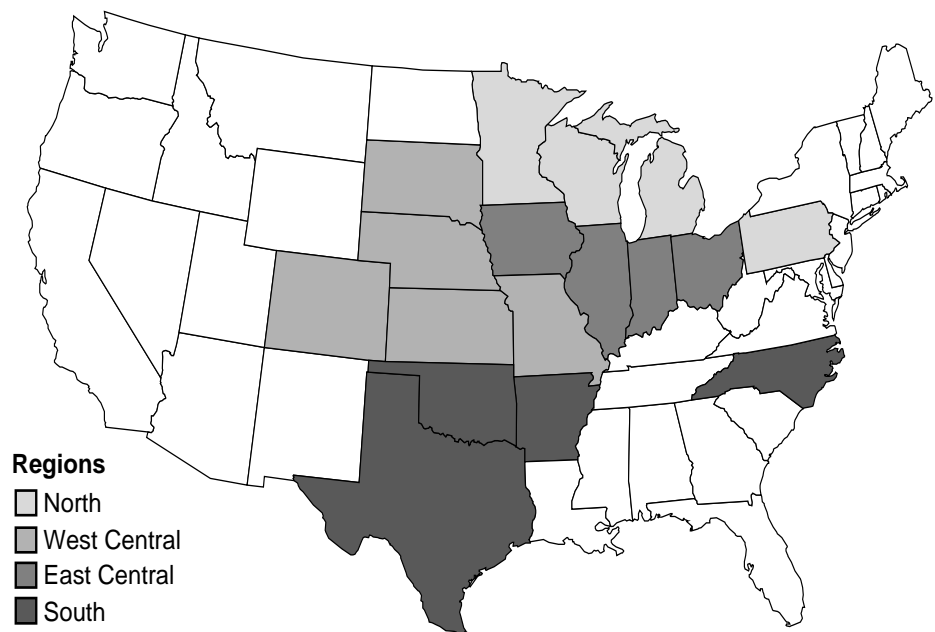 Regions
North
West Central
East Central
South